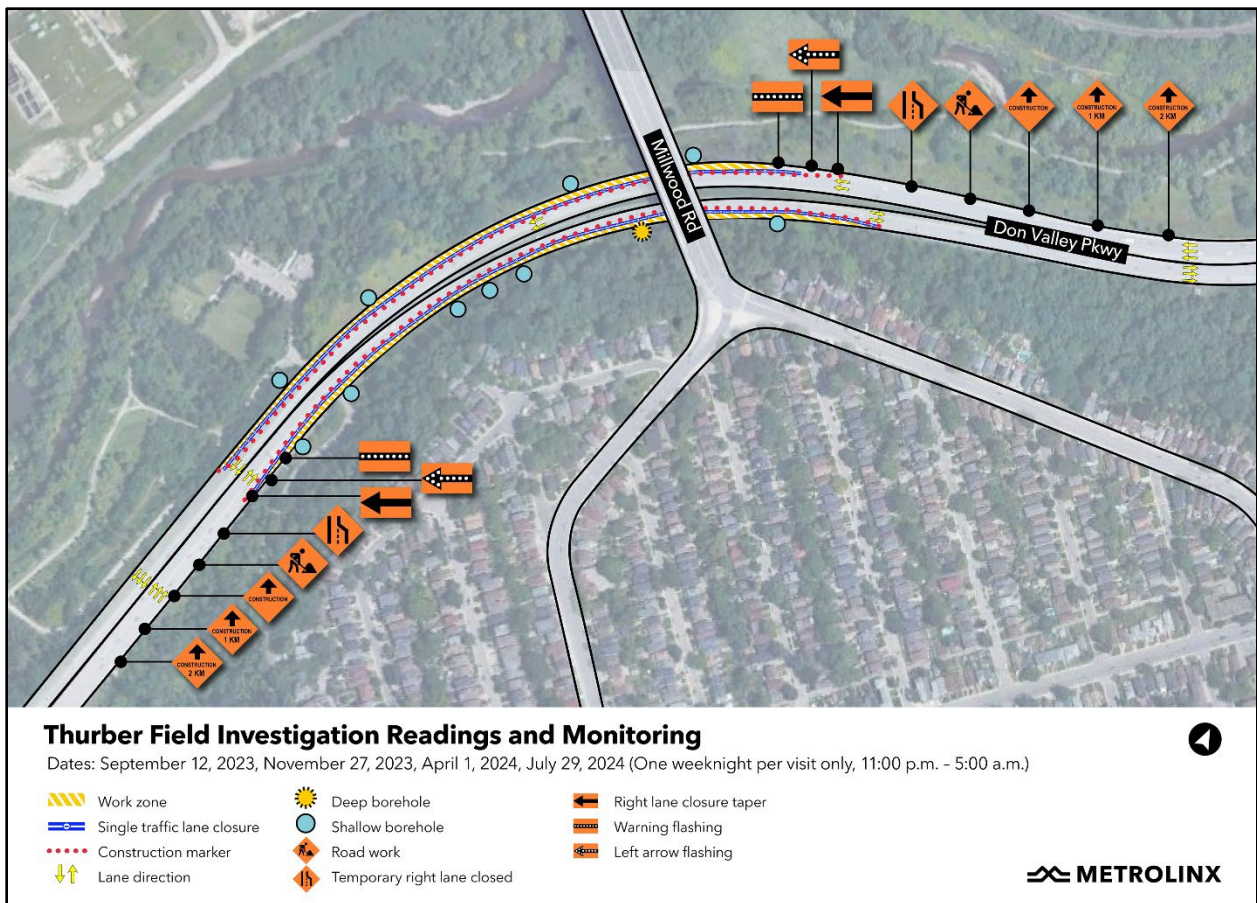 Millwood Rd
Don Valley Pkwy
CONSTRUCTION
CONSTRUCTION
1 KM
CONSTRUCTION
2 KM
CONSTRUCTION
CONSTRUCTION
1 KM
CONSTRUCTION
2 KM
Thurber Field Investigation Readings and Monitoring
Dates: September 12, 2023, November 27, 2023, April 1, 2024, July 29, 2024 (One weeknight per visit only, 11:00 p.m. – 5:00 a.m.)
Work zone
Single traffic lane closure
Construction marker
Lane direction
Deep borehole
Shallow borehole
Road work
Temporary right lane closed
Right lane closure taper
Warning flashing
Left arrow flashing
METROLINX